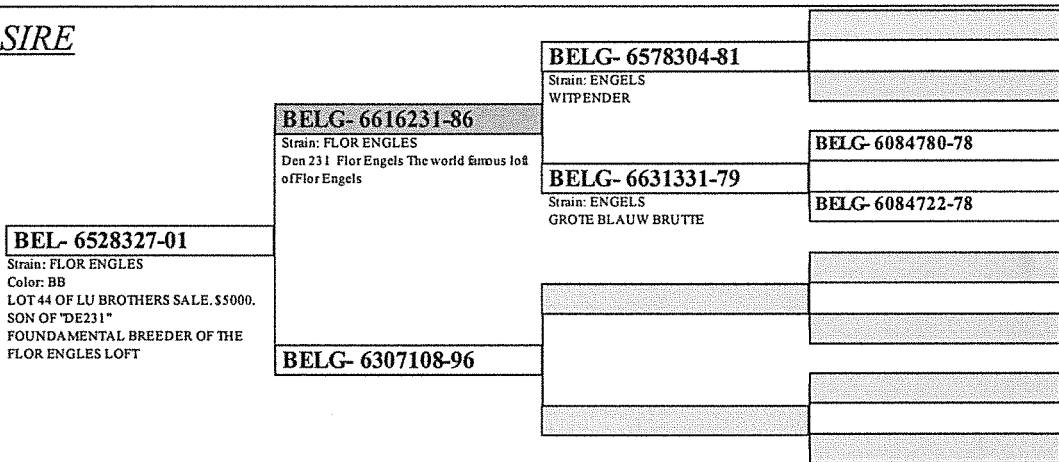 SIRE
BEL- 6528327-01
Strain: FLOR ENGLES
Color: BB
LOT 44 OF LU BROTHERS SALE. $5000.
SON OF "DE231"
FOUNDAMENTAL BREEDER OF THE
FLOR ENGLES LOFT
BELG- 6616231-86
Strain: FLOR ENGLES
Den 231 Flor Engels The world famous loft
ofFlor Engels
BELG- 6307108-96
BELG- 6578304-81
Strain: ENGELS
WITPENDER
BELG- 6631331-79
Strain: ENGELS
GROTE BLAUW BRUTTE
BELG- 6084780-78
BELG- 6084722-78